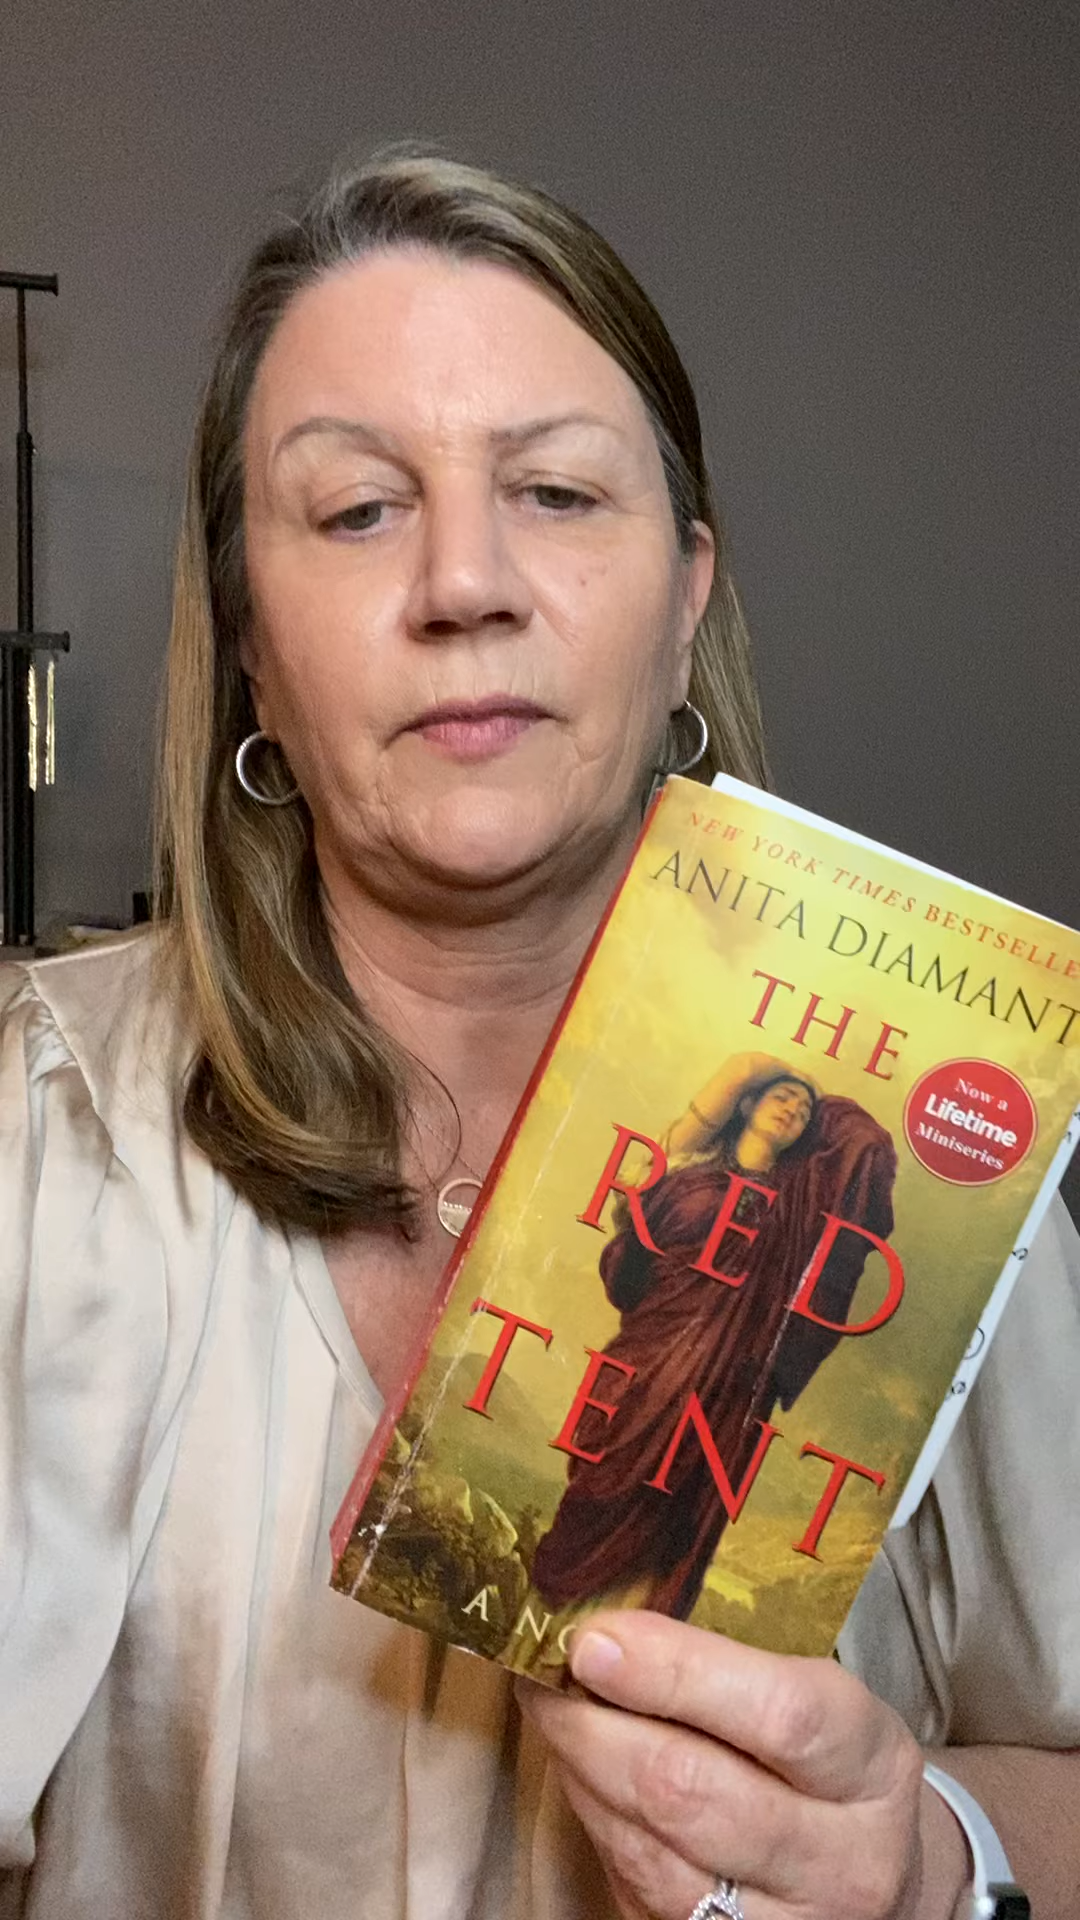 NEW YORK TIMES BESTSELLE
ANITA DIAMANT
THE
Now a
Lifetime
Miniseries
RED
TENT
A NO